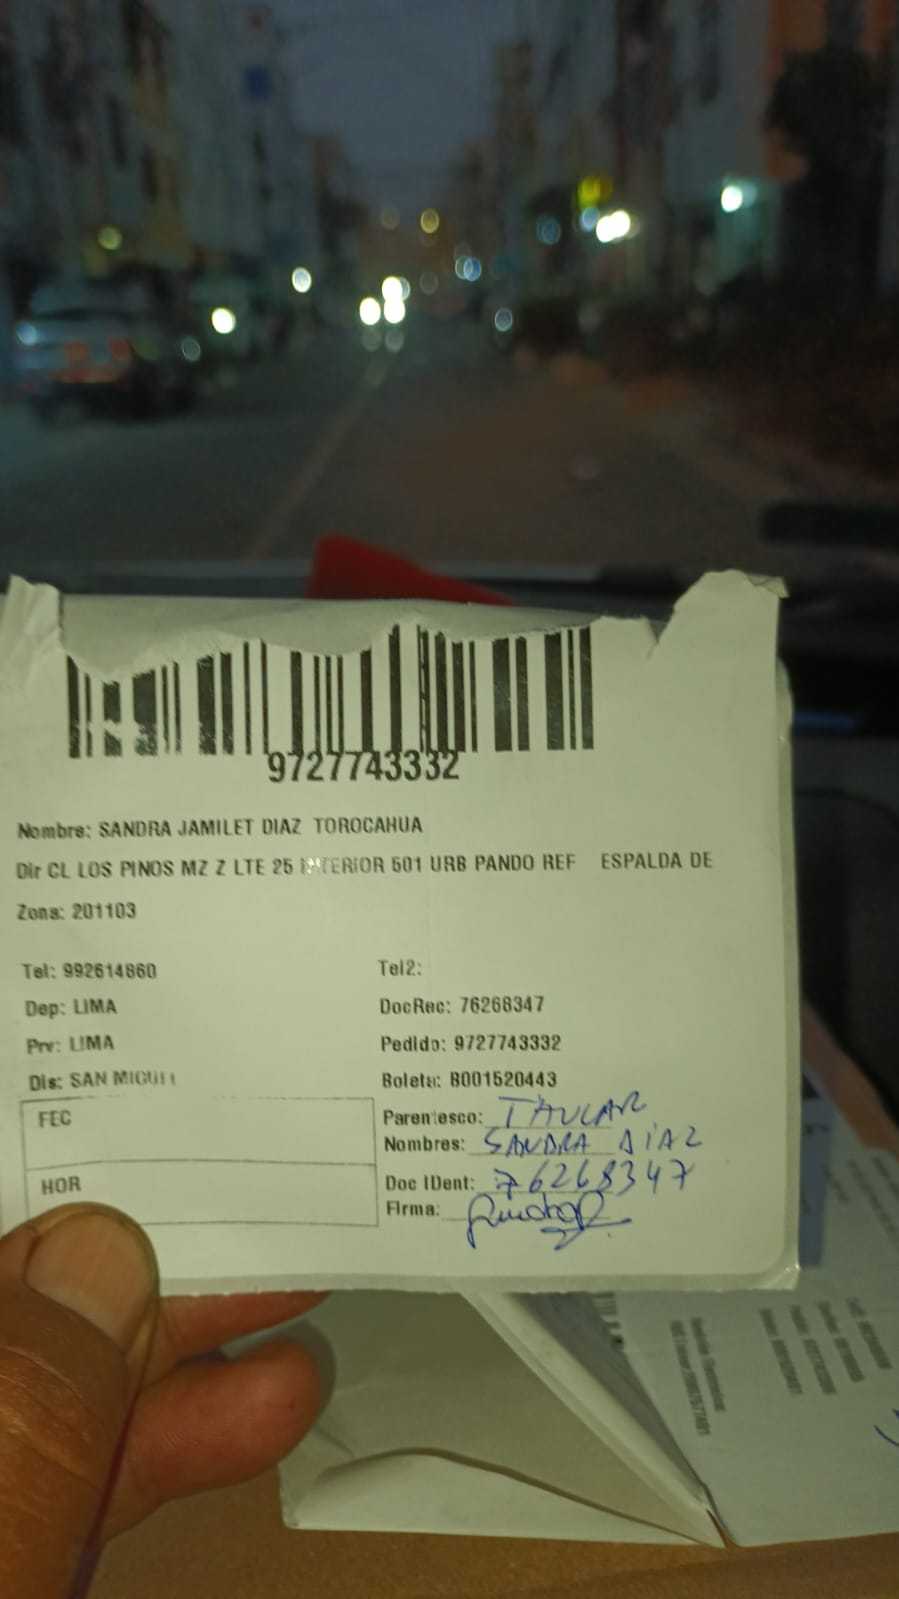 9727743332
Nombre: SANDRA JAMILET DIAZ TOROCAHUA
Dir CL LOS PINOS MZ Z LTE 25 INTERIOR 501 URB PANDO REF ESPALDA DE
Zona: 201103
Tel: 992614860 Tel2:
Dep: LIMA DocRec: 76268347
Prv: LIMA Pedido: 9727743332
Dis: SAN MIGUEL Boleta: B001520443
FEC Parentesco: TITULAR
Nombres: SANDRA DIAZ
HOR Doc IDent: 76268347
Firma: